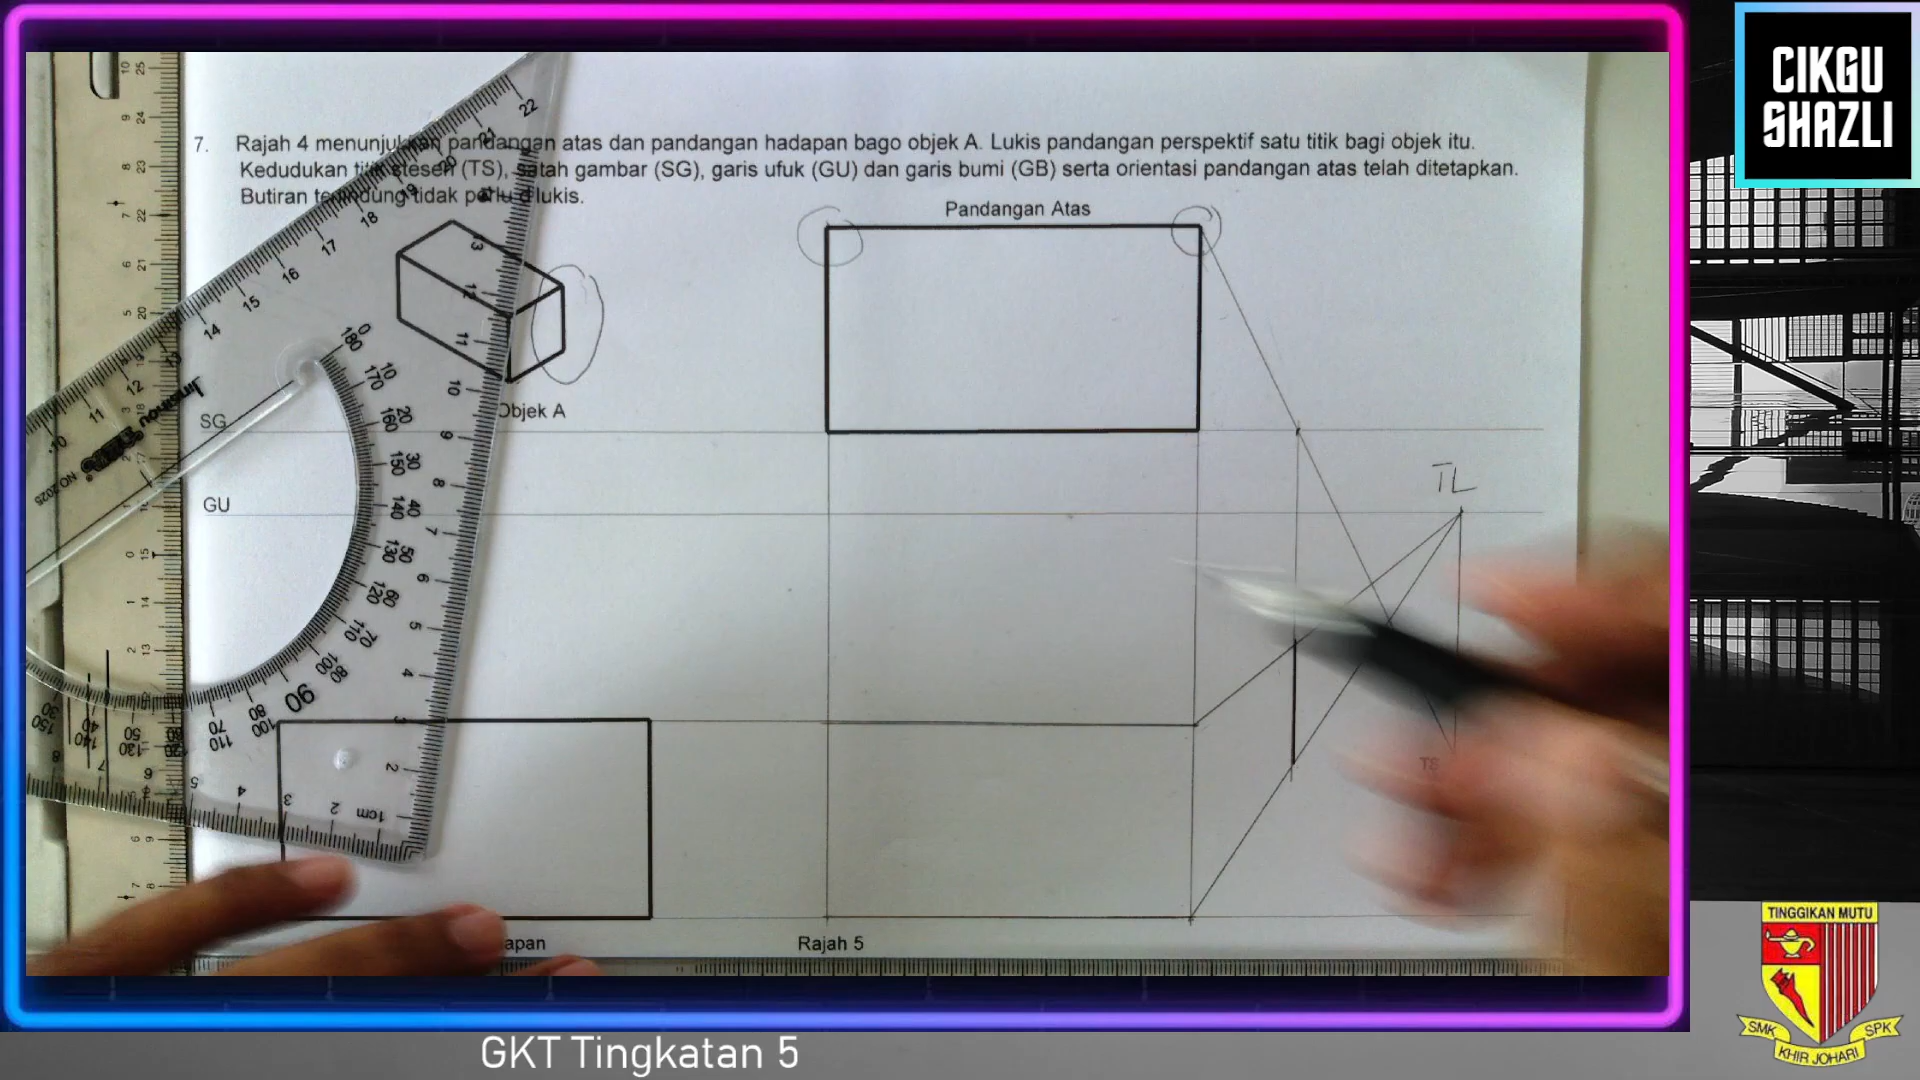 7. Rajah 4 menunjukkan pandangan atas dan pandangan hadapan bago objek A. Lukis pandangan perspektif satu titik bagi objek itu.
Kedudukan titik stesen (TS), satah gambar (SG), garis ufuk (GU) dan garis bumi (GB) serta orientasi pandangan atas telah ditetapkan.
Butiran terlindung tidak perlu dilukis.
Pandangan Atas
Objek A
SG
GU
TL
TS
apan
Rajah 5
CIKGU
SHAZLI
TINGGIKAN MUTU
SMK
SPK
KHIR JOHARI
GKT Tingkatan 5